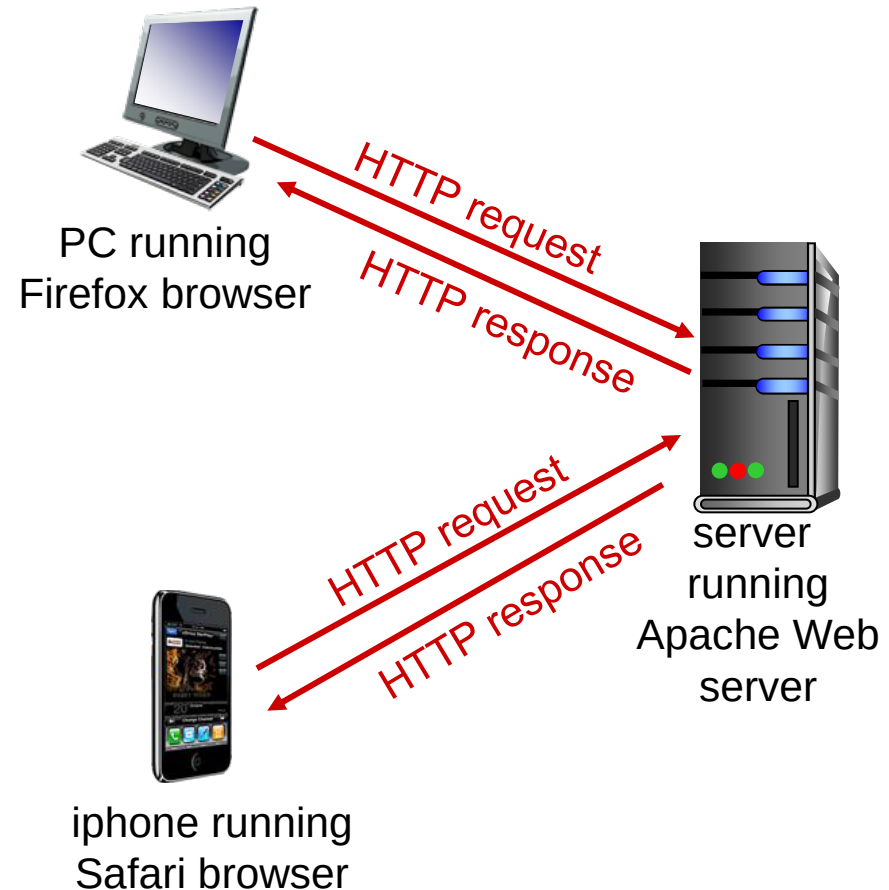 HTTP request
HTTP response
PC running
Firefox browser
server
running
Apache Web
server
HTTP request
HTTP response
iphone running
Safari browser